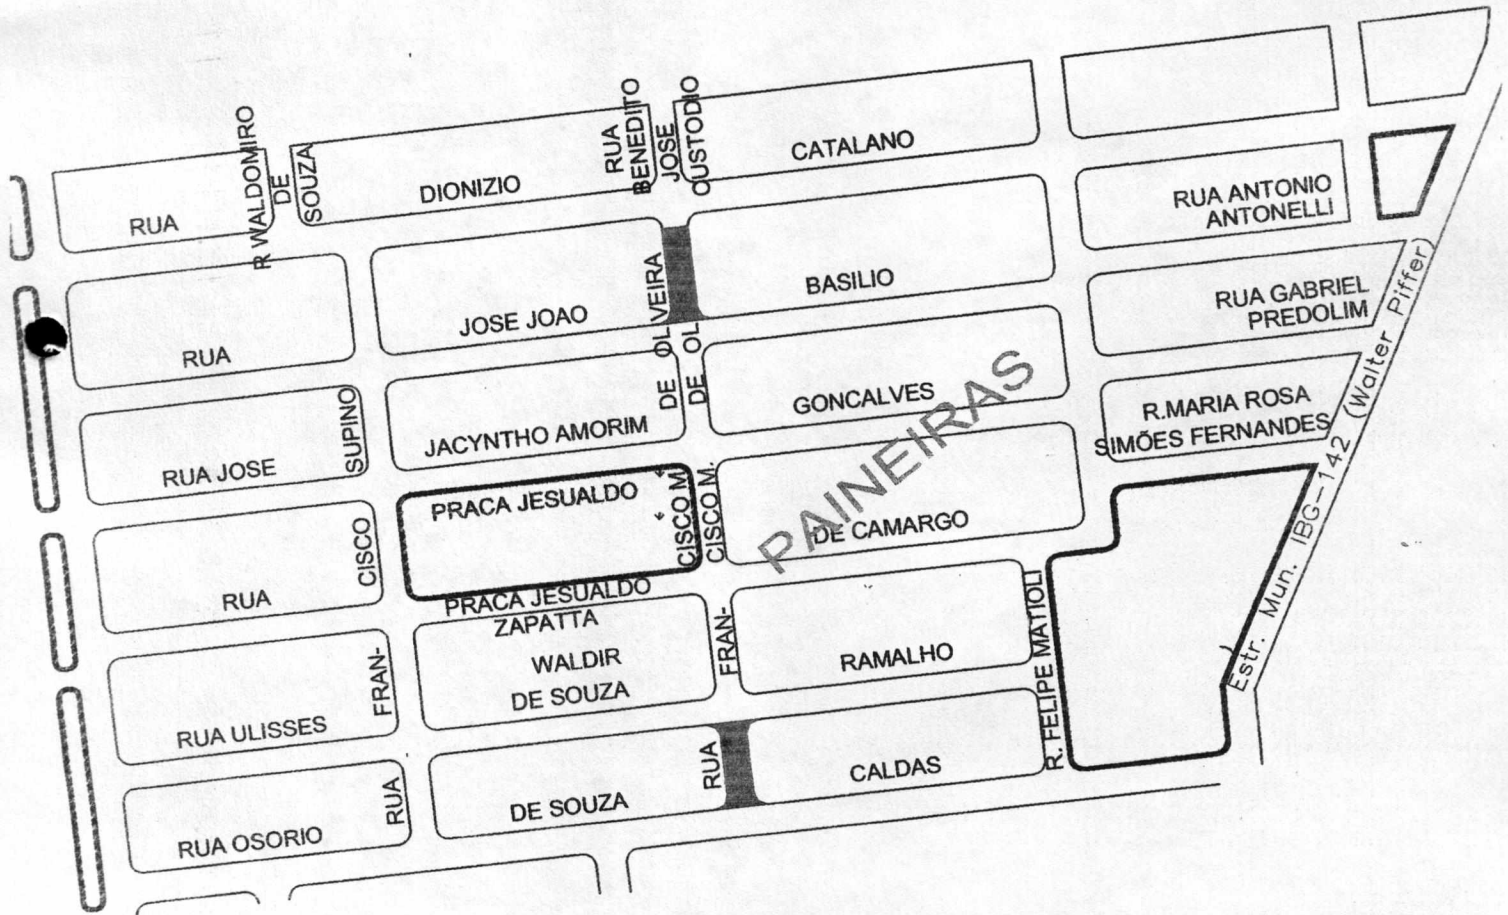 RUA
R WALDOMIRO
DE
SOUZA
DIONIZIO
RUA
BENEDITO
JOSE
CUSTODIO
CATALANO
RUA ANTONIO
ANTONELLI
RUA
JOSE JOAO
BASILIO
RUA GABRIEL
PREDOLIM
RUA JOSE
SUPINO
JACYNTHO AMORIM
DE OLIVEIRA
DE OLI
GONCALVES
R.MARIA ROSA
SIMÕES FERNANDES
PAINEIRAS
RUA
CISCO
PRACA JESUALDO
CISCO M.
CISCO M.
DE CAMARGO
PRACA JESUALDO
ZAPATTA
RUA ULISSES
FRAN-
WALDIR
DE SOUZA
FRAN-
RAMALHO
R. FELIPE MATIOLI
Estr. Mun. IBG-142 (Walter Piffer)
RUA OSORIO
RUA
DE SOUZA
RUA
CALDAS